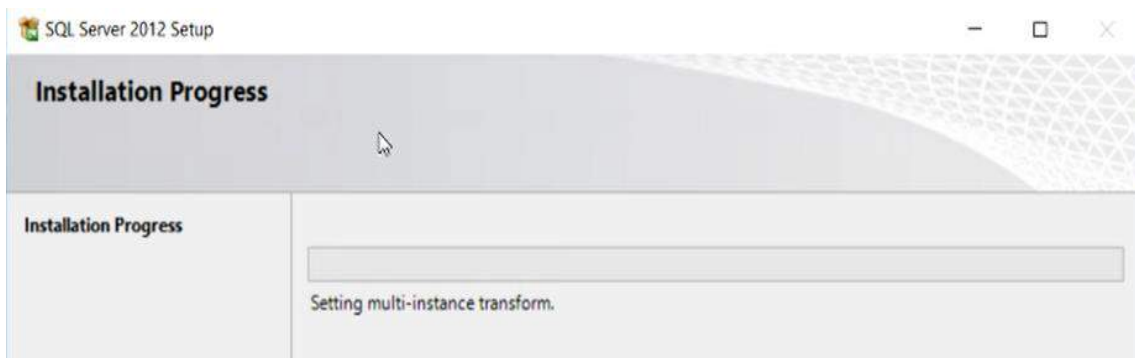 SQL Server 2012 Setup
Installation Progress
Installation Progress
Setting multi-instance transform.